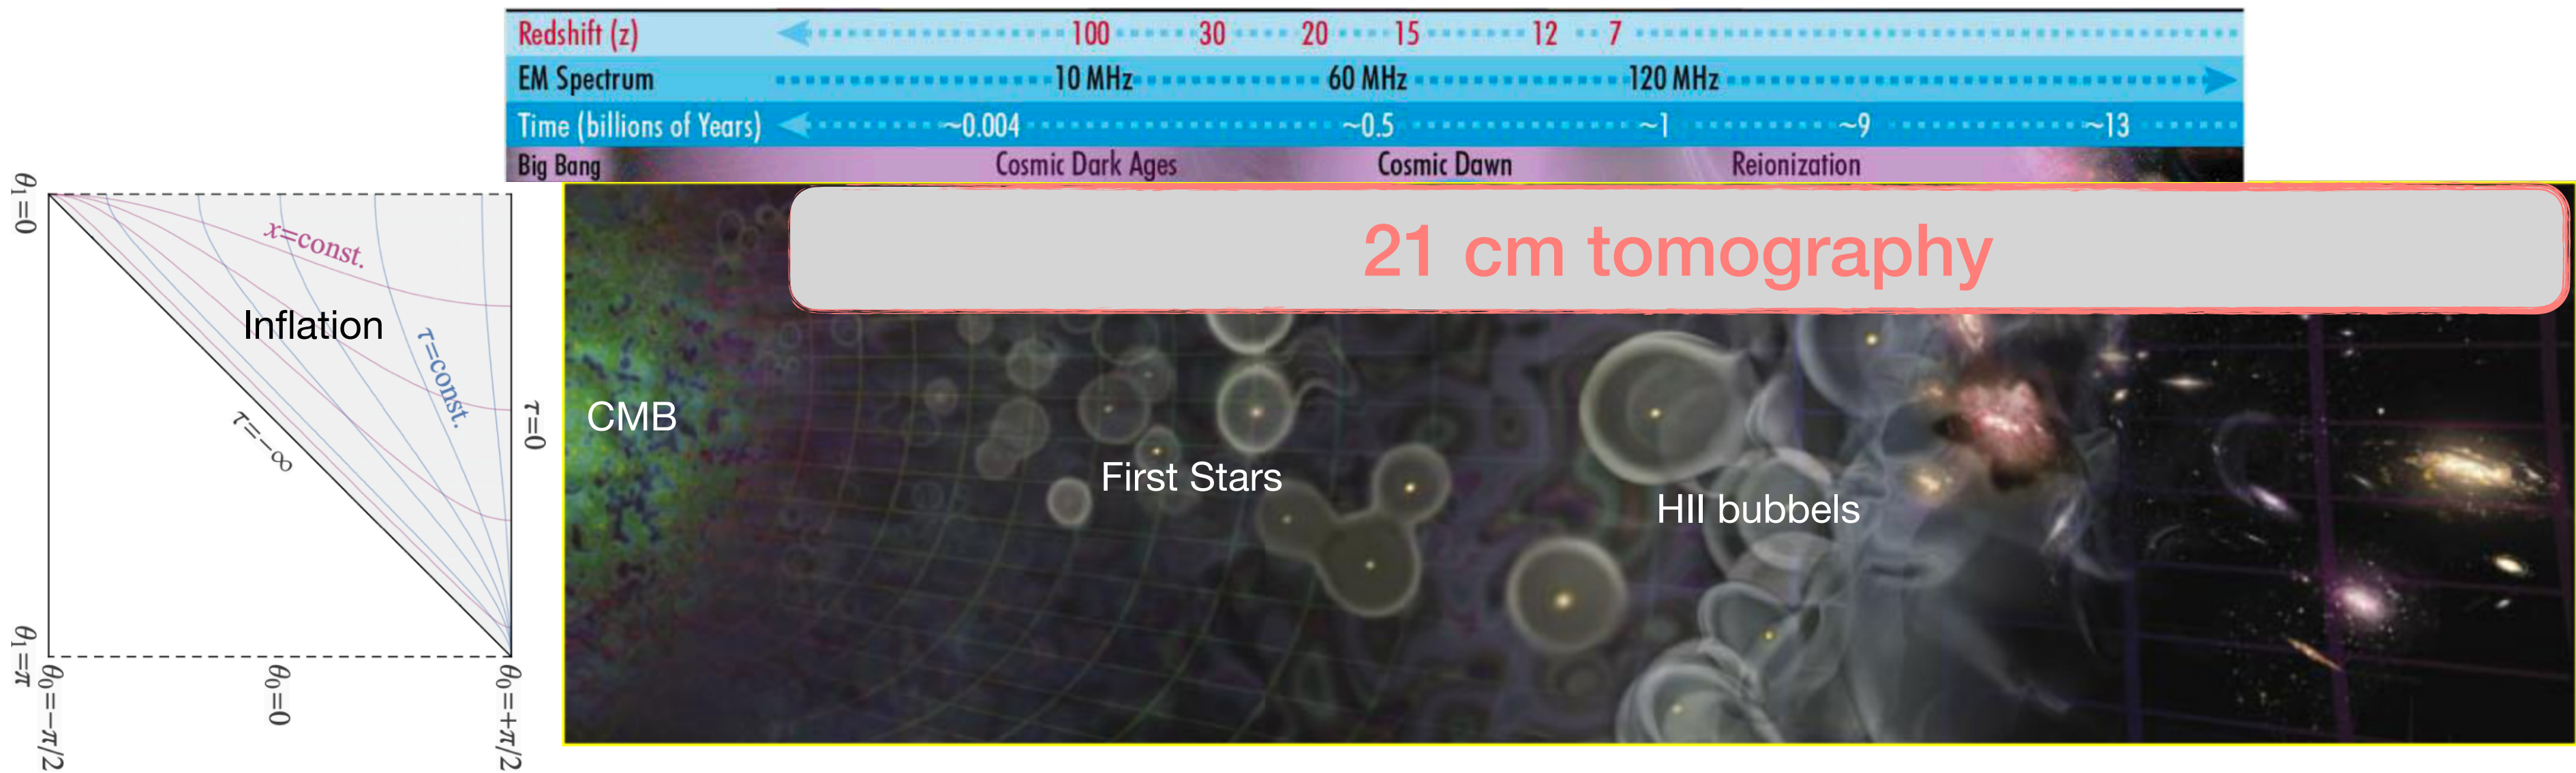 Redshift (z) 100 30 20 15 12 7
EM Spectrum 10 MHz 60 MHz 120 MHz
Time (billions of Years) ~0.004 ~0.5 ~1 ~9 ~13
Big Bang Cosmic Dark Ages Cosmic Dawn Reionization
21 cm tomography
θ₁=0
x=const.
Inflation
τ=const.
τ=-∞
τ=0
θ₁=π
θ₀=-π/2
θ₀=0
θ₀=+π/2
CMB
First Stars
HII bubbels